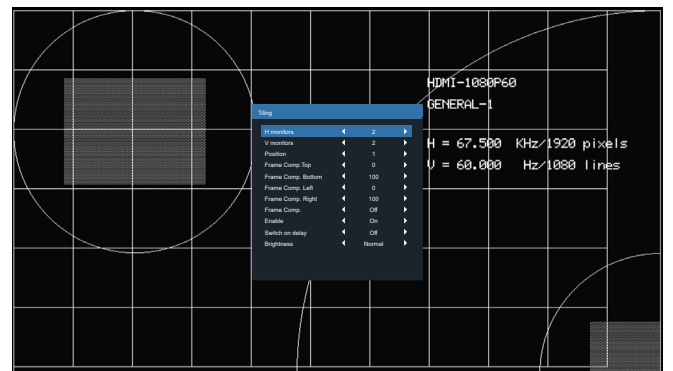 HDMI-1080P60
GENERAL-1
H = 67.500 KHz/1920 pixels
V = 60.000 Hz/1080 lines
Tiling
H monitors 2
V monitors 2
Position 1
Frame Comp.Top 0
Frame Comp. Bottom 100
Frame Comp. Left 0
Frame Comp. Right 100
Frame Comp. Off
Enable On
Switch on delay Off
Brightness Normal